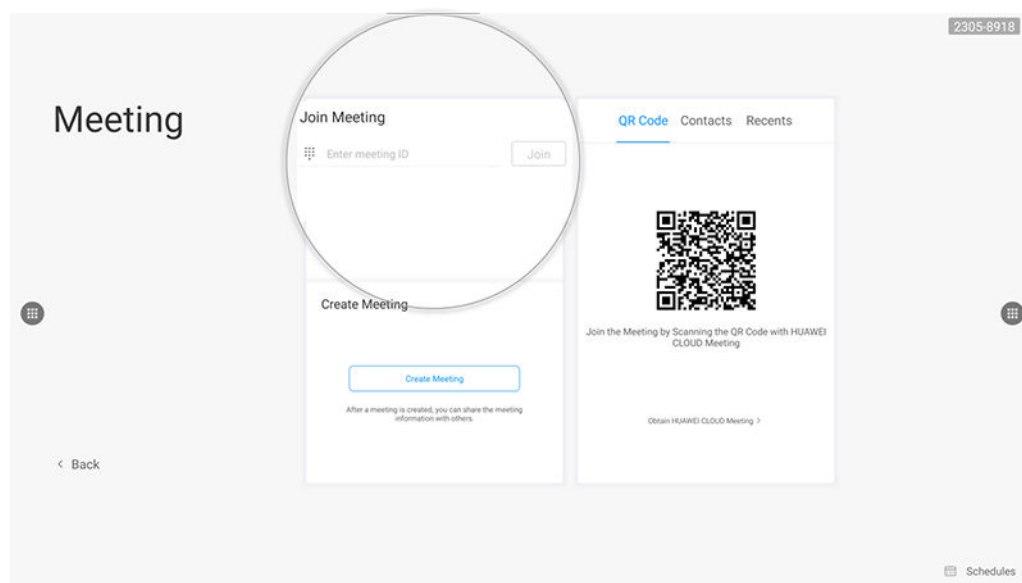 2305-8918
Meeting
Join Meeting
Enter meeting ID
Join
Create Meeting
Create Meeting
After a meeting is created, you can share the meeting
information with others.
QR Code Contacts Recents
Join the Meeting by Scanning the QR Code with HUAWEI
CLOUD Meeting
Obtain HUAWEI CLOUD Meeting >
< Back
Schedules